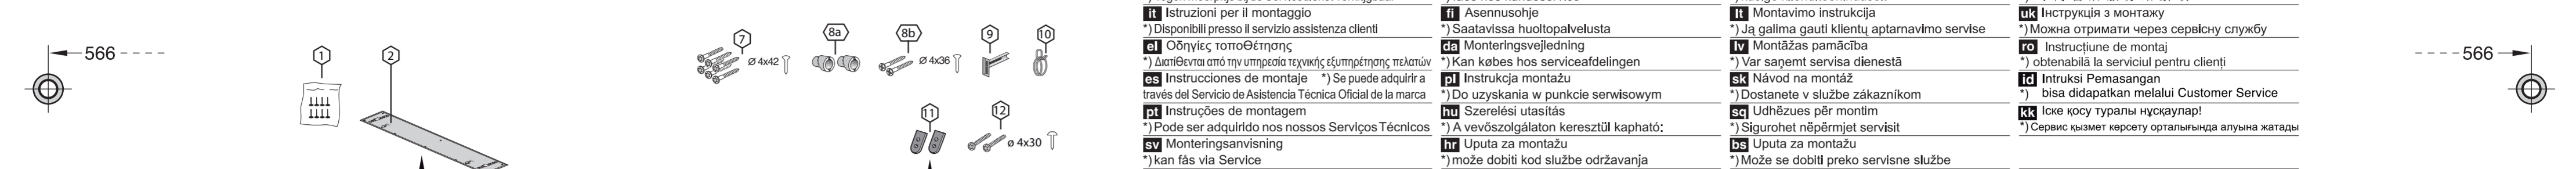 566
1
2
7
Ø 4x42
8a
8b
Ø 4x36
9
10
11
12
ø 4x30
it Istruzioni per il montaggio
*) Disponibili presso il servizio assistenza clienti
el Οδηγίες τοποθέτησης
*) Διατίθενται από την υπηρεσία τεχνικής εξυπηρέτησης πελατών
es Instrucciones de montaje *) Se puede adquirir a
través del Servicio de Asistencia Técnica Oficial de la marca
pt Instruções de montagem
*) Pode ser adquirido nos nossos Serviços Técnicos
sv Monteringsanvisning
*) kan fås via Service
fi Asennusohje
*) Saatavissa huoltopalvelusta
da Monteringsvejledning
*) Kan købes hos serviceafdelingen
pl Instrukcja montażu
*) Do uzyskania w punkcie serwisowym
hu Szerelési utasítás
*) A vevőszolgálaton keresztül kapható:
hr Uputa za montažu
*) može dobiti kod službe održavanja
lt Montavimo instrukcija
*) Ją galima gauti klientų aptarnavimo servise
lv Montāžas pamācība
*) Var saņemt servisa dienestā
sk Návod na montáž
*) Dostanete v službe zákazníkom
sq Udhëzues për montim
*) Sigurohet nëpërmjet servisit
bs Uputa za montažu
*) Može se dobiti preko servisne službe
uk Інструкція з монтажу
*) Можна отримати через сервісну службу
ro Instrucțiune de montaj
*) obtenabilă la serviciul pentru clienți
id Intruksi Pemasangan
*) bisa didapatkan melalui Customer Service
kk Іске қосу туралы нұсқаулар!
*) Сервис қызмет көрсету орталығында алуына жатады
566